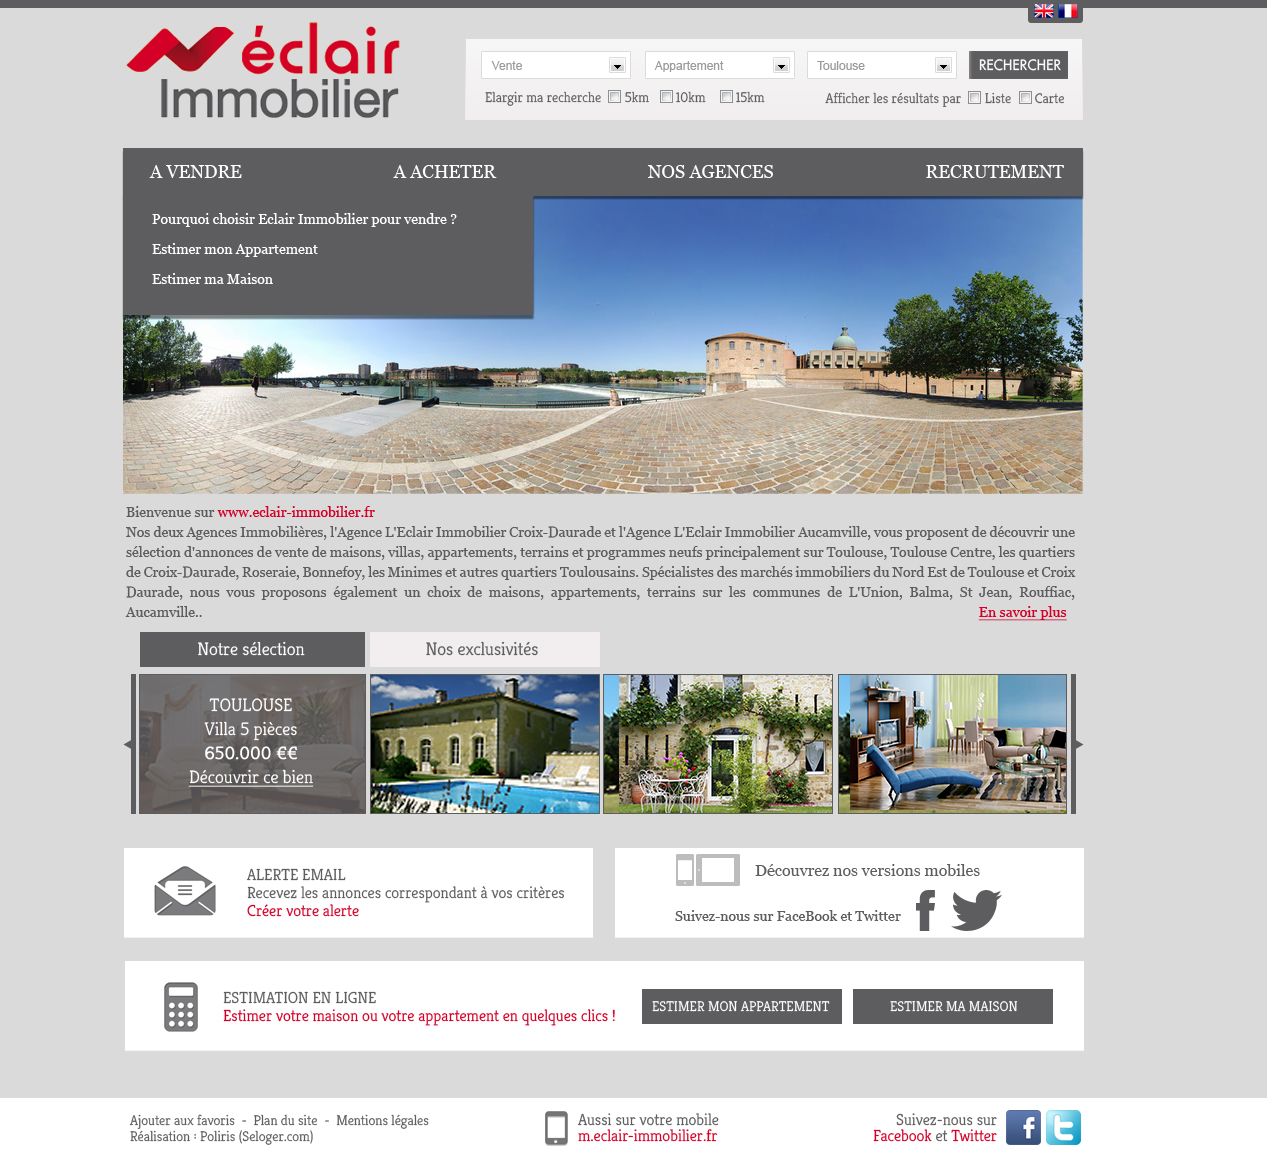 éclair
Immobilier
Vente
Appartement
Toulouse
RECHERCHER
Elargir ma recherche 5km 10km 15km
Afficher les résultats par Liste Carte
A VENDRE
A ACHETER
NOS AGENCES
RECRUTEMENT
Pourquoi choisir Eclair Immobilier pour vendre ?
Estimer mon Appartement
Estimer ma Maison
Bienvenue sur www.eclair-immobilier.fr
Nos deux Agences Immobilières, l'Agence L'Eclair Immobilier Croix-Daurade et l'Agence L'Eclair Immobilier Aucamville, vous proposent de découvrir une
sélection d'annonces de vente de maisons, villas, appartements, terrains et programmes neufs principalement sur Toulouse, Toulouse Centre, les quartiers
de Croix-Daurade, Roseraie, Bonnefoy, les Minimes et autres quartiers Toulousains. Spécialistes des marchés immobiliers du Nord Est de Toulouse et Croix
Daurade, nous vous proposons également un choix de maisons, appartements, terrains sur les communes de L'Union, Balma, St Jean, Rouffiac,
Aucamville..
En savoir plus
Notre sélection
Nos exclusivités
TOULOUSE
Villa 5 pièces
650.000 €€
Découvrir ce bien
ALERTE EMAIL
Recevez les annonces correspondant à vos critères
Créer votre alerte
Découvrez nos versions mobiles
Suivez-nous sur FaceBook et Twitter
ESTIMATION EN LIGNE
Estimer votre maison ou votre appartement en quelques clics !
ESTIMER MON APPARTEMENT
ESTIMER MA MAISON
Ajouter aux favoris - Plan du site - Mentions légales
Réalisation : Poliris (Seloger.com)
Aussi sur votre mobile
m.eclair-immobilier.fr
Suivez-nous sur
Facebook et Twitter